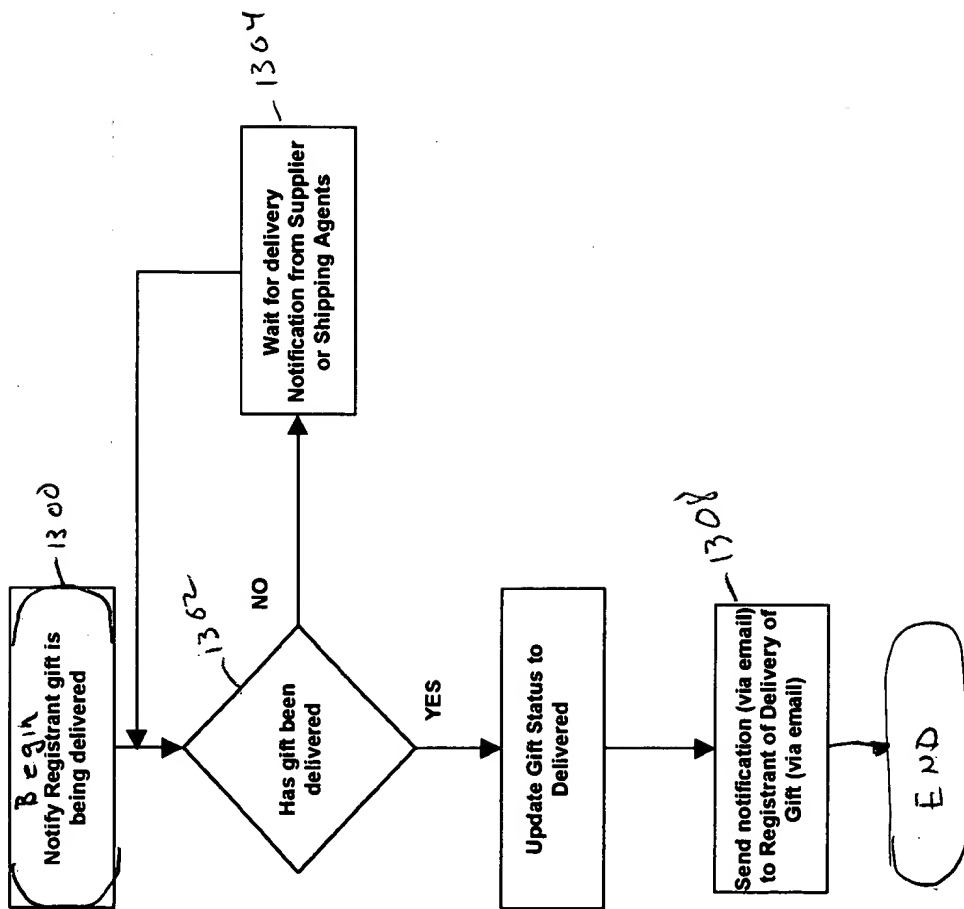 Begin
Notify Registrant gift is
being delivered
1300
Has gift been
delivered
1302
NO
Wait for delivery
Notification from Supplier
or Shipping Agents
1304
YES
Update Gift Status to
Delivered
Send notification (via email)
to Registrant of Delivery of
Gift (via email)
1308
END